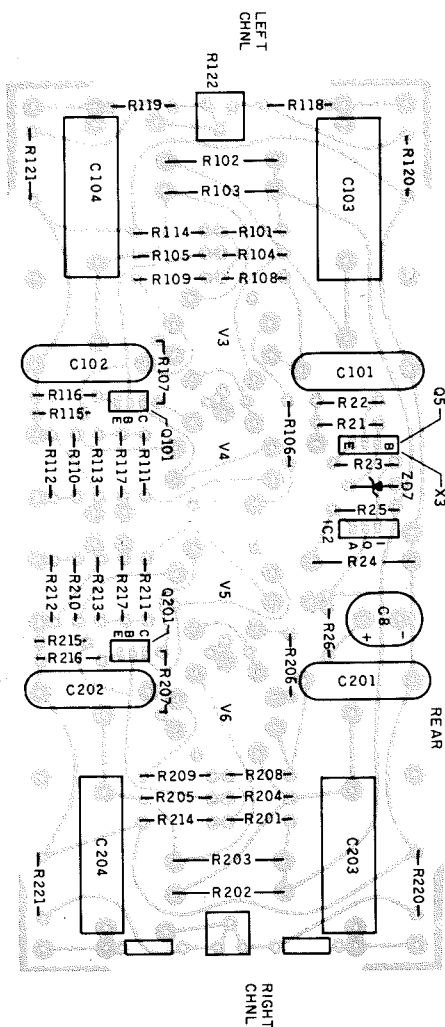 LEFT
CHNL
R122
R119
R118
R121
C104
R102
R103
C103
R120
R114
R101
R105
R104
R109
R108
V3
C102
R107
C101
Q5
R116
R115
E
B
C
Q101
R22
R21
E
B
X3
V4
R106
R23
ZD7
R112
R110
R113
R117
R111
R25
IC2
A
Q
I
R24
V5
R212
R210
R213
R217
R211
Q201
C8
+
-
R215
R216
E
B
C
R26
C202
R207
R206
C201
V6
REAR
R209
R208
R205
R204
R214
R201
C204
R203
R202
C203
R221
R220
RIGHT
CHNL